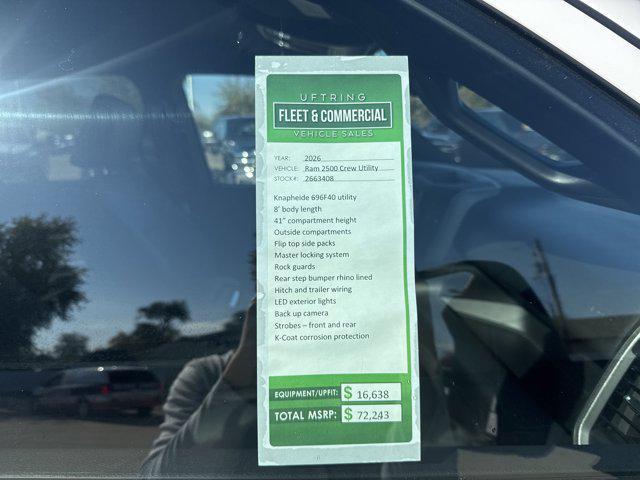 UFTRING
FLEET & COMMERCIAL
VEHICLE SALES
YEAR: 2026
VEHICLE: Ram 2500 Crew Utility
STOCK#: 2663408
Knapheide 696F40 utility
8' body length
41" compartment height
Outside compartments
Flip top side packs
Master locking system
Rock guards
Rear step bumper rhino lined
Hitch and trailer wiring
LED exterior lights
Back up camera
Strobes – front and rear
K-Coat corrosion protection
EQUIPMENT/UPFIT: $ 16,638
TOTAL MSRP: $ 72,243